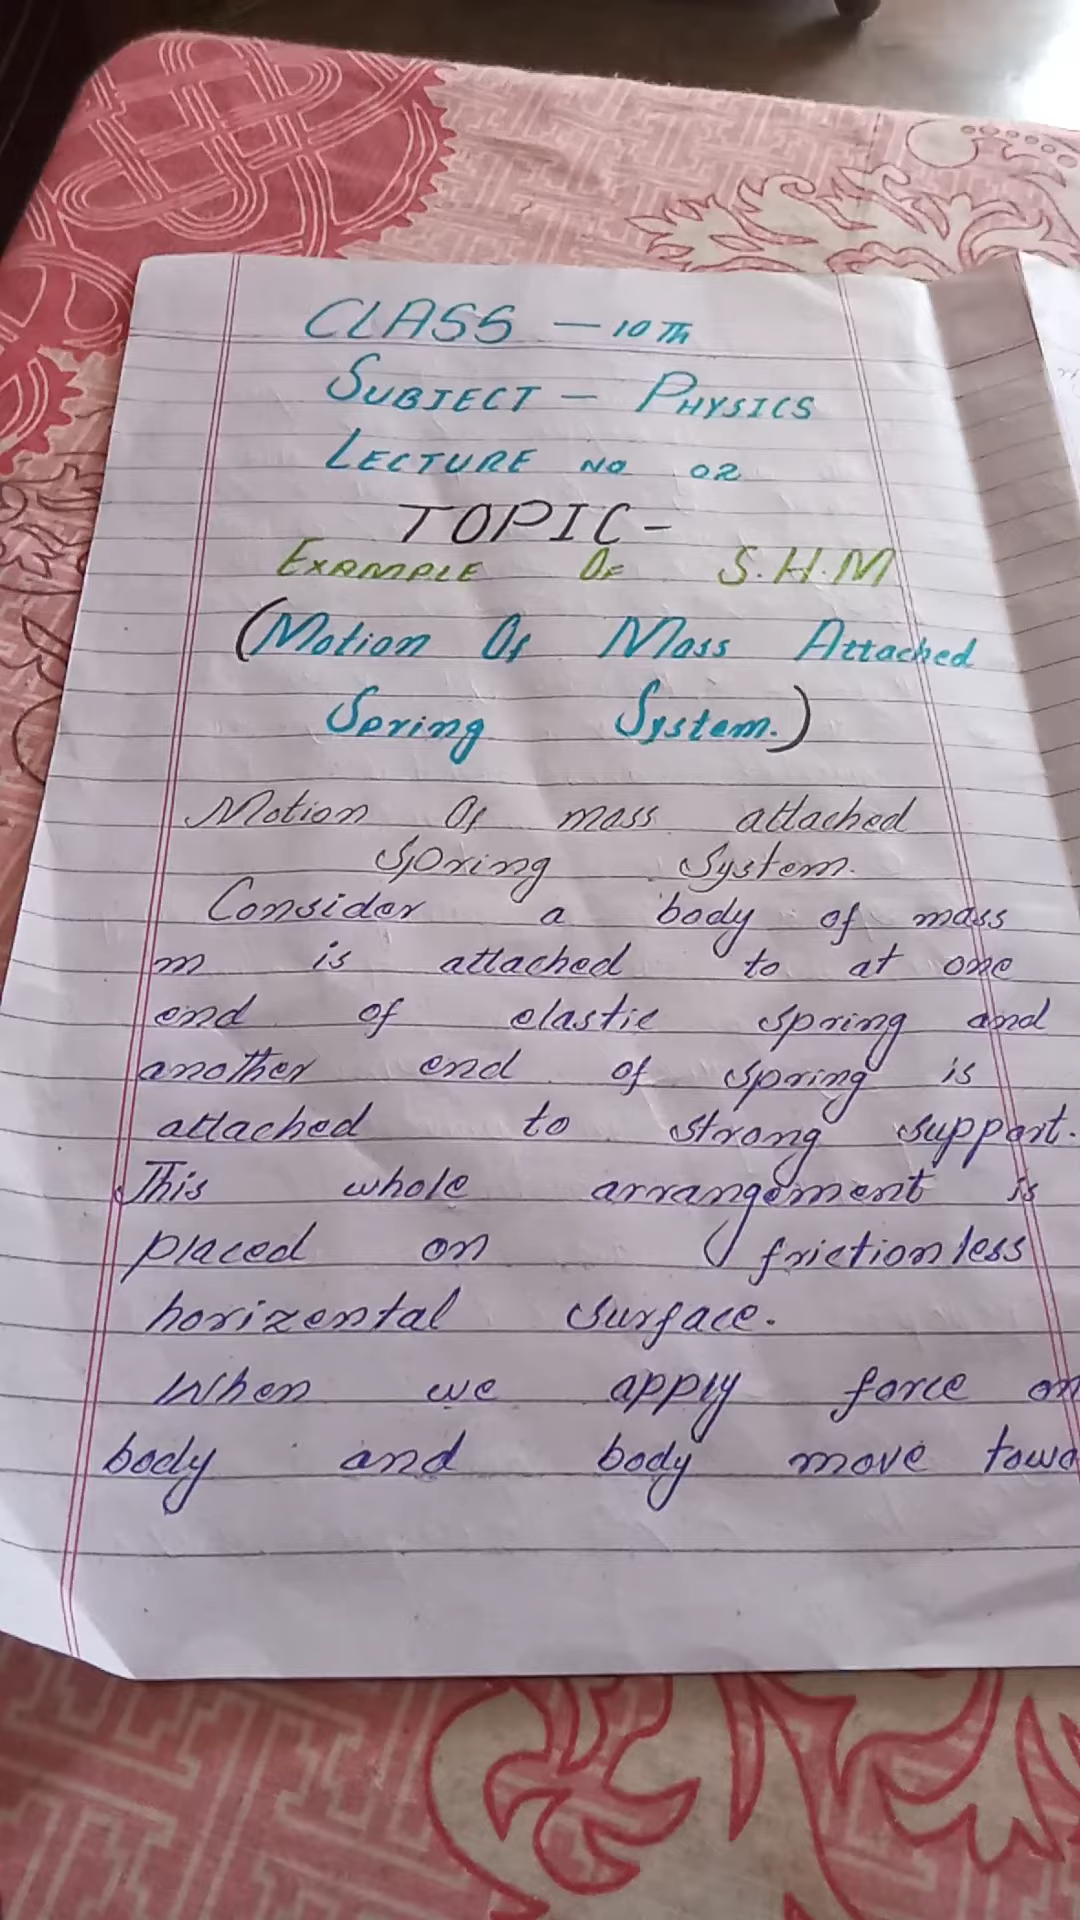 CLASS - 10Th
SUBJECT - PHYSICS
LECTURE NO 02
TOPIC-
EXAMPLE OF S.H.M
(Motion Of Mass Attached
Spring System.)
Motion Of mass attached
Spring System.
Consider a body of mass
m is attached to at one
end of elastic spring and
another end of spring is
attached to strong support.
This whole arrangement is
placed on frictionless
horizental surface.
When we apply force on
body and body move